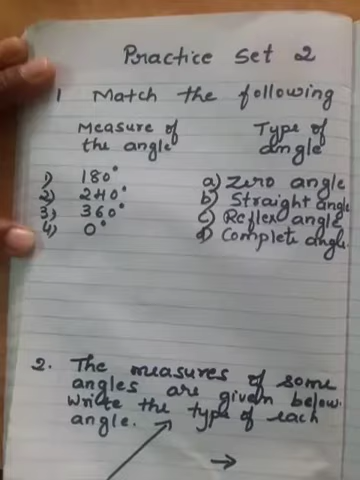 Practice Set 2
1 Match the following
Measure of the angle Type of angle
1) 180° a) Zero angle
2) 240° b) Straight angle
3) 360° c) Reflex angle
4) 0° d) Complete angle
2. The measures of some
angles are given below.
Write the type of each
angle.